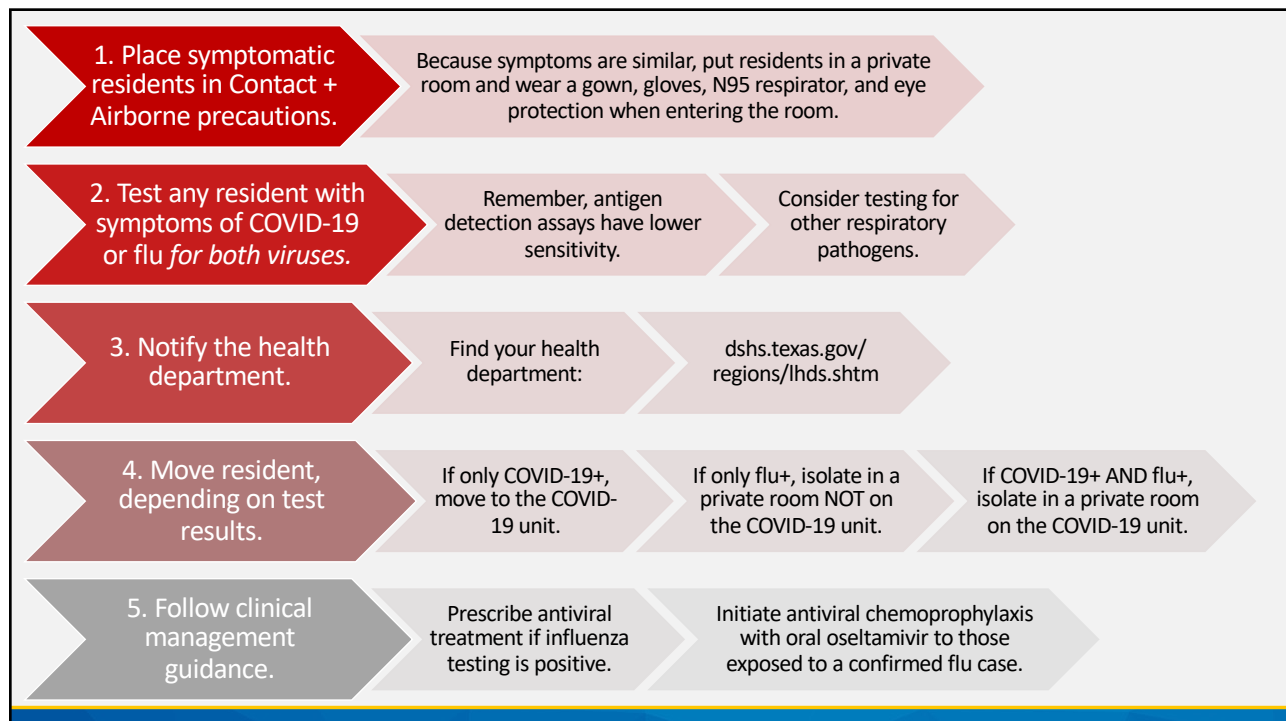 1. Place symptomatic
residents in Contact +
Airborne precautions.
Because symptoms are similar, put residents in a private
room and wear a gown, gloves, N95 respirator, and eye
protection when entering the room.
2. Test any resident with
symptoms of COVID-19
or flu for both viruses.
Remember, antigen
detection assays have lower
sensitivity.
Consider testing for
other respiratory
pathogens.
3. Notify the health
department.
Find your health
department:
dshs.texas.gov/
regions/lhds.shtm
4. Move resident,
depending on test
results.
If only COVID-19+,
move to the COVID-
19 unit.
If only flu+, isolate in a
private room NOT on
the COVID-19 unit.
If COVID-19+ AND flu+,
isolate in a private room
on the COVID-19 unit.
5. Follow clinical
management
guidance.
Prescribe antiviral
treatment if influenza
testing is positive.
Initiate antiviral chemoprophylaxis
with oral oseltamivir to those
exposed to a confirmed flu case.